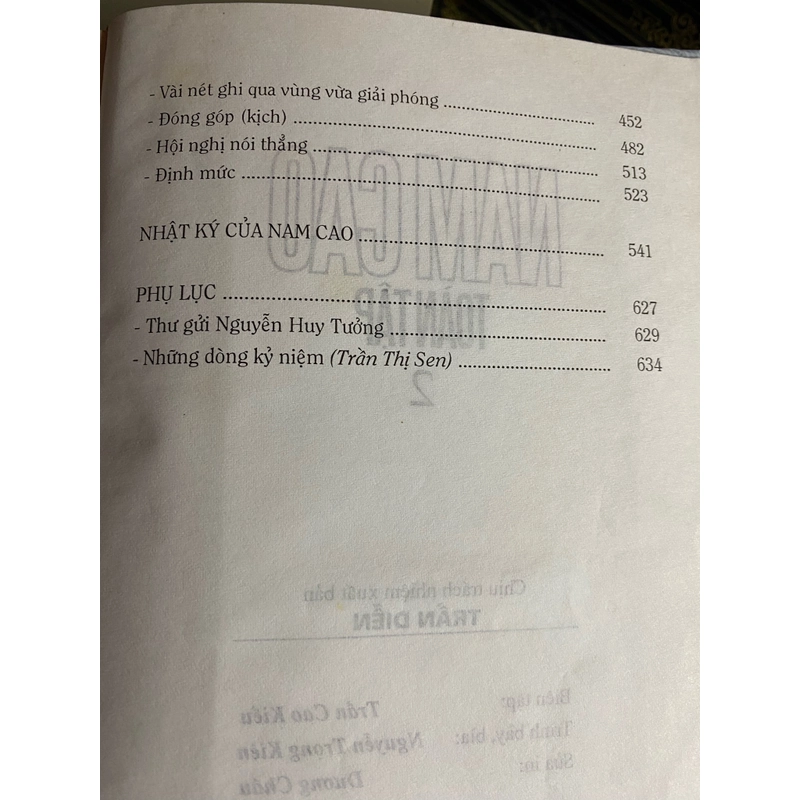 - Vài nét ghi qua vùng vừa giải phóng ........ 452
- Đóng góp (kịch) ........ 482
- Hội nghị nói thẳng ........ 513
- Định mức ........ 523
NHẬT KÝ CỦA NAM CAO ........ 541
PHỤ LỤC ........ 627
- Thư gửi Nguyễn Huy Tưởng ........ 629
- Những dòng kỷ niệm (Trần Thị Sen) ........ 634
NAM CAO
TOÀN TẬP
2
Chịu trách nhiệm xuất bản
TRẦN DIỄN
Biên tập: Trần Cao Kiều
Trình bày, bìa: Nguyễn Trọng Kiên
Sửa in: Dương Châu